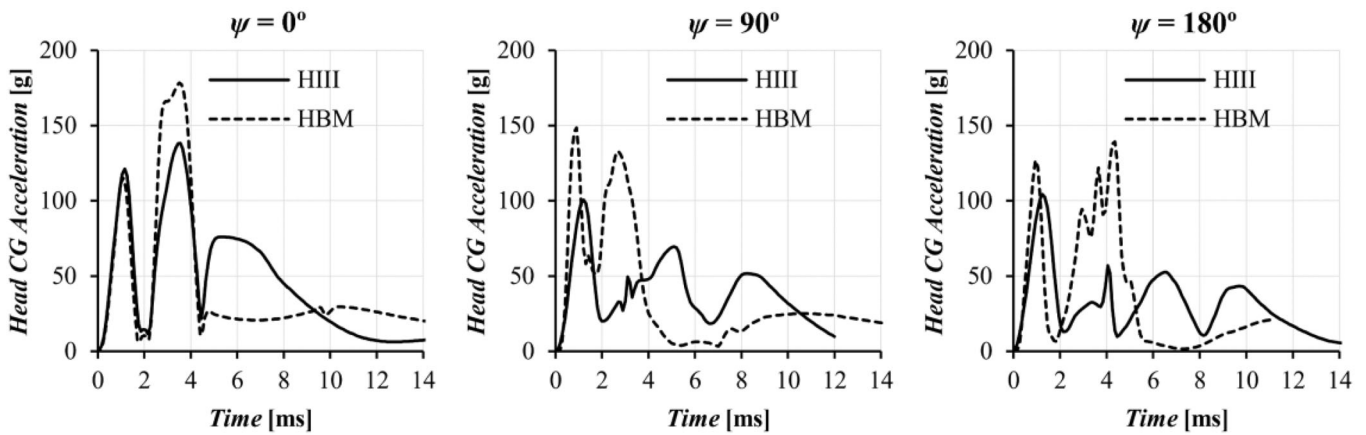 ψ = 0°
Head CG Acceleration [g]
200
150
100
50
0
HIII
HBM
0 2 4 6 8 10 12 14
Time [ms]
ψ = 90°
Head CG Acceleration [g]
200
150
100
50
0
HIII
HBM
0 2 4 6 8 10 12 14
Time [ms]
ψ = 180°
Head CG Acceleration [g]
200
150
100
50
0
HIII
HBM
0 2 4 6 8 10 12 14
Time [ms]